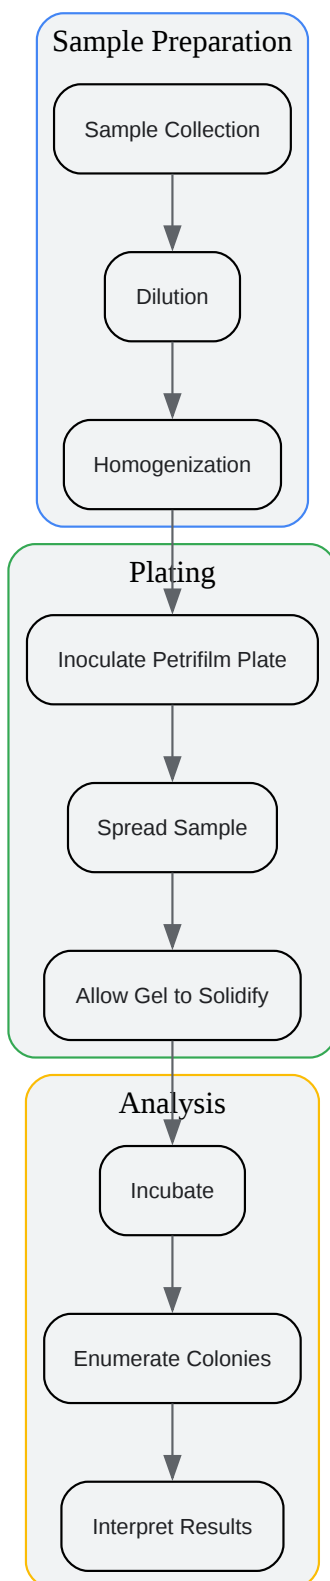 Sample Preparation
Sample Collection
Dilution
Homogenization
Plating
Inoculate Petrifilm Plate
Spread Sample
Allow Gel to Solidify
Analysis
Incubate
Enumerate Colonies
Interpret Results